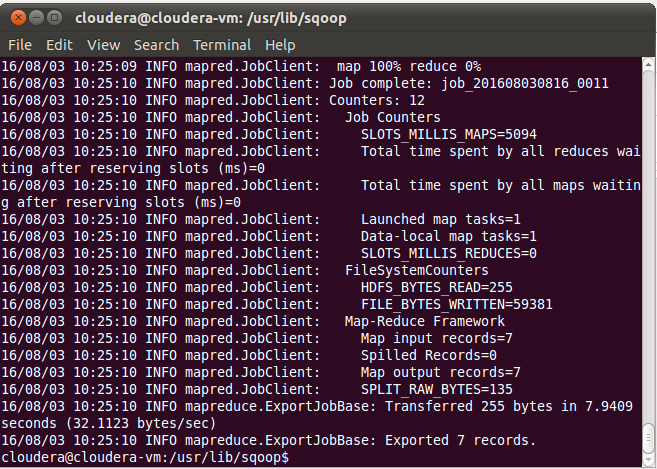 cloudera@cloudera-vm: /usr/lib/sqoop
File Edit View Search Terminal Help
16/08/03 10:25:09 INFO mapred.JobClient:  map 100% reduce 0%
16/08/03 10:25:10 INFO mapred.JobClient: Job complete: job_201608030816_0011
16/08/03 10:25:10 INFO mapred.JobClient: Counters: 12
16/08/03 10:25:10 INFO mapred.JobClient:   Job Counters
16/08/03 10:25:10 INFO mapred.JobClient:     SLOTS_MILLIS_MAPS=5094
16/08/03 10:25:10 INFO mapred.JobClient:     Total time spent by all reduces wai
ting after reserving slots (ms)=0
16/08/03 10:25:10 INFO mapred.JobClient:     Total time spent by all maps waitin
g after reserving slots (ms)=0
16/08/03 10:25:10 INFO mapred.JobClient:     Launched map tasks=1
16/08/03 10:25:10 INFO mapred.JobClient:     Data-local map tasks=1
16/08/03 10:25:10 INFO mapred.JobClient:     SLOTS_MILLIS_REDUCES=0
16/08/03 10:25:10 INFO mapred.JobClient:   FileSystemCounters
16/08/03 10:25:10 INFO mapred.JobClient:     HDFS_BYTES_READ=255
16/08/03 10:25:10 INFO mapred.JobClient:     FILE_BYTES_WRITTEN=59381
16/08/03 10:25:10 INFO mapred.JobClient:   Map-Reduce Framework
16/08/03 10:25:10 INFO mapred.JobClient:     Map input records=7
16/08/03 10:25:10 INFO mapred.JobClient:     Spilled Records=0
16/08/03 10:25:10 INFO mapred.JobClient:     Map output records=7
16/08/03 10:25:10 INFO mapred.JobClient:     SPLIT_RAW_BYTES=135
16/08/03 10:25:10 INFO mapreduce.ExportJobBase: Transferred 255 bytes in 7.9409
seconds (32.1123 bytes/sec)
16/08/03 10:25:10 INFO mapreduce.ExportJobBase: Exported 7 records.
cloudera@cloudera-vm:/usr/lib/sqoop$